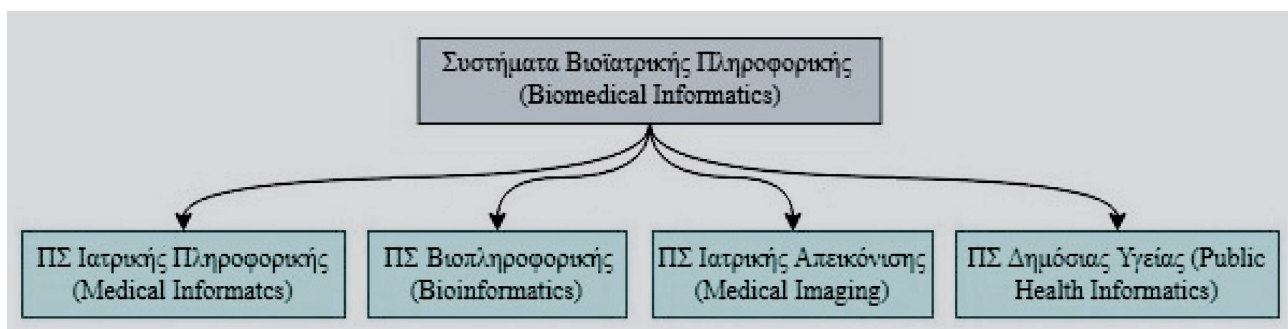 Συστήματα Βιοϊατρικής Πληροφορικής
(Biomedical Informatics)
ΠΣ Ιατρικής Πληροφορικής
(Medical Informatcs)
ΠΣ Βιοπληροφορικής
(Bioinformatics)
ΠΣ Ιατρικής Απεικόνισης
(Medical Imaging)
ΠΣ Δημόσιας Υγείας (Public
Health Informatics)